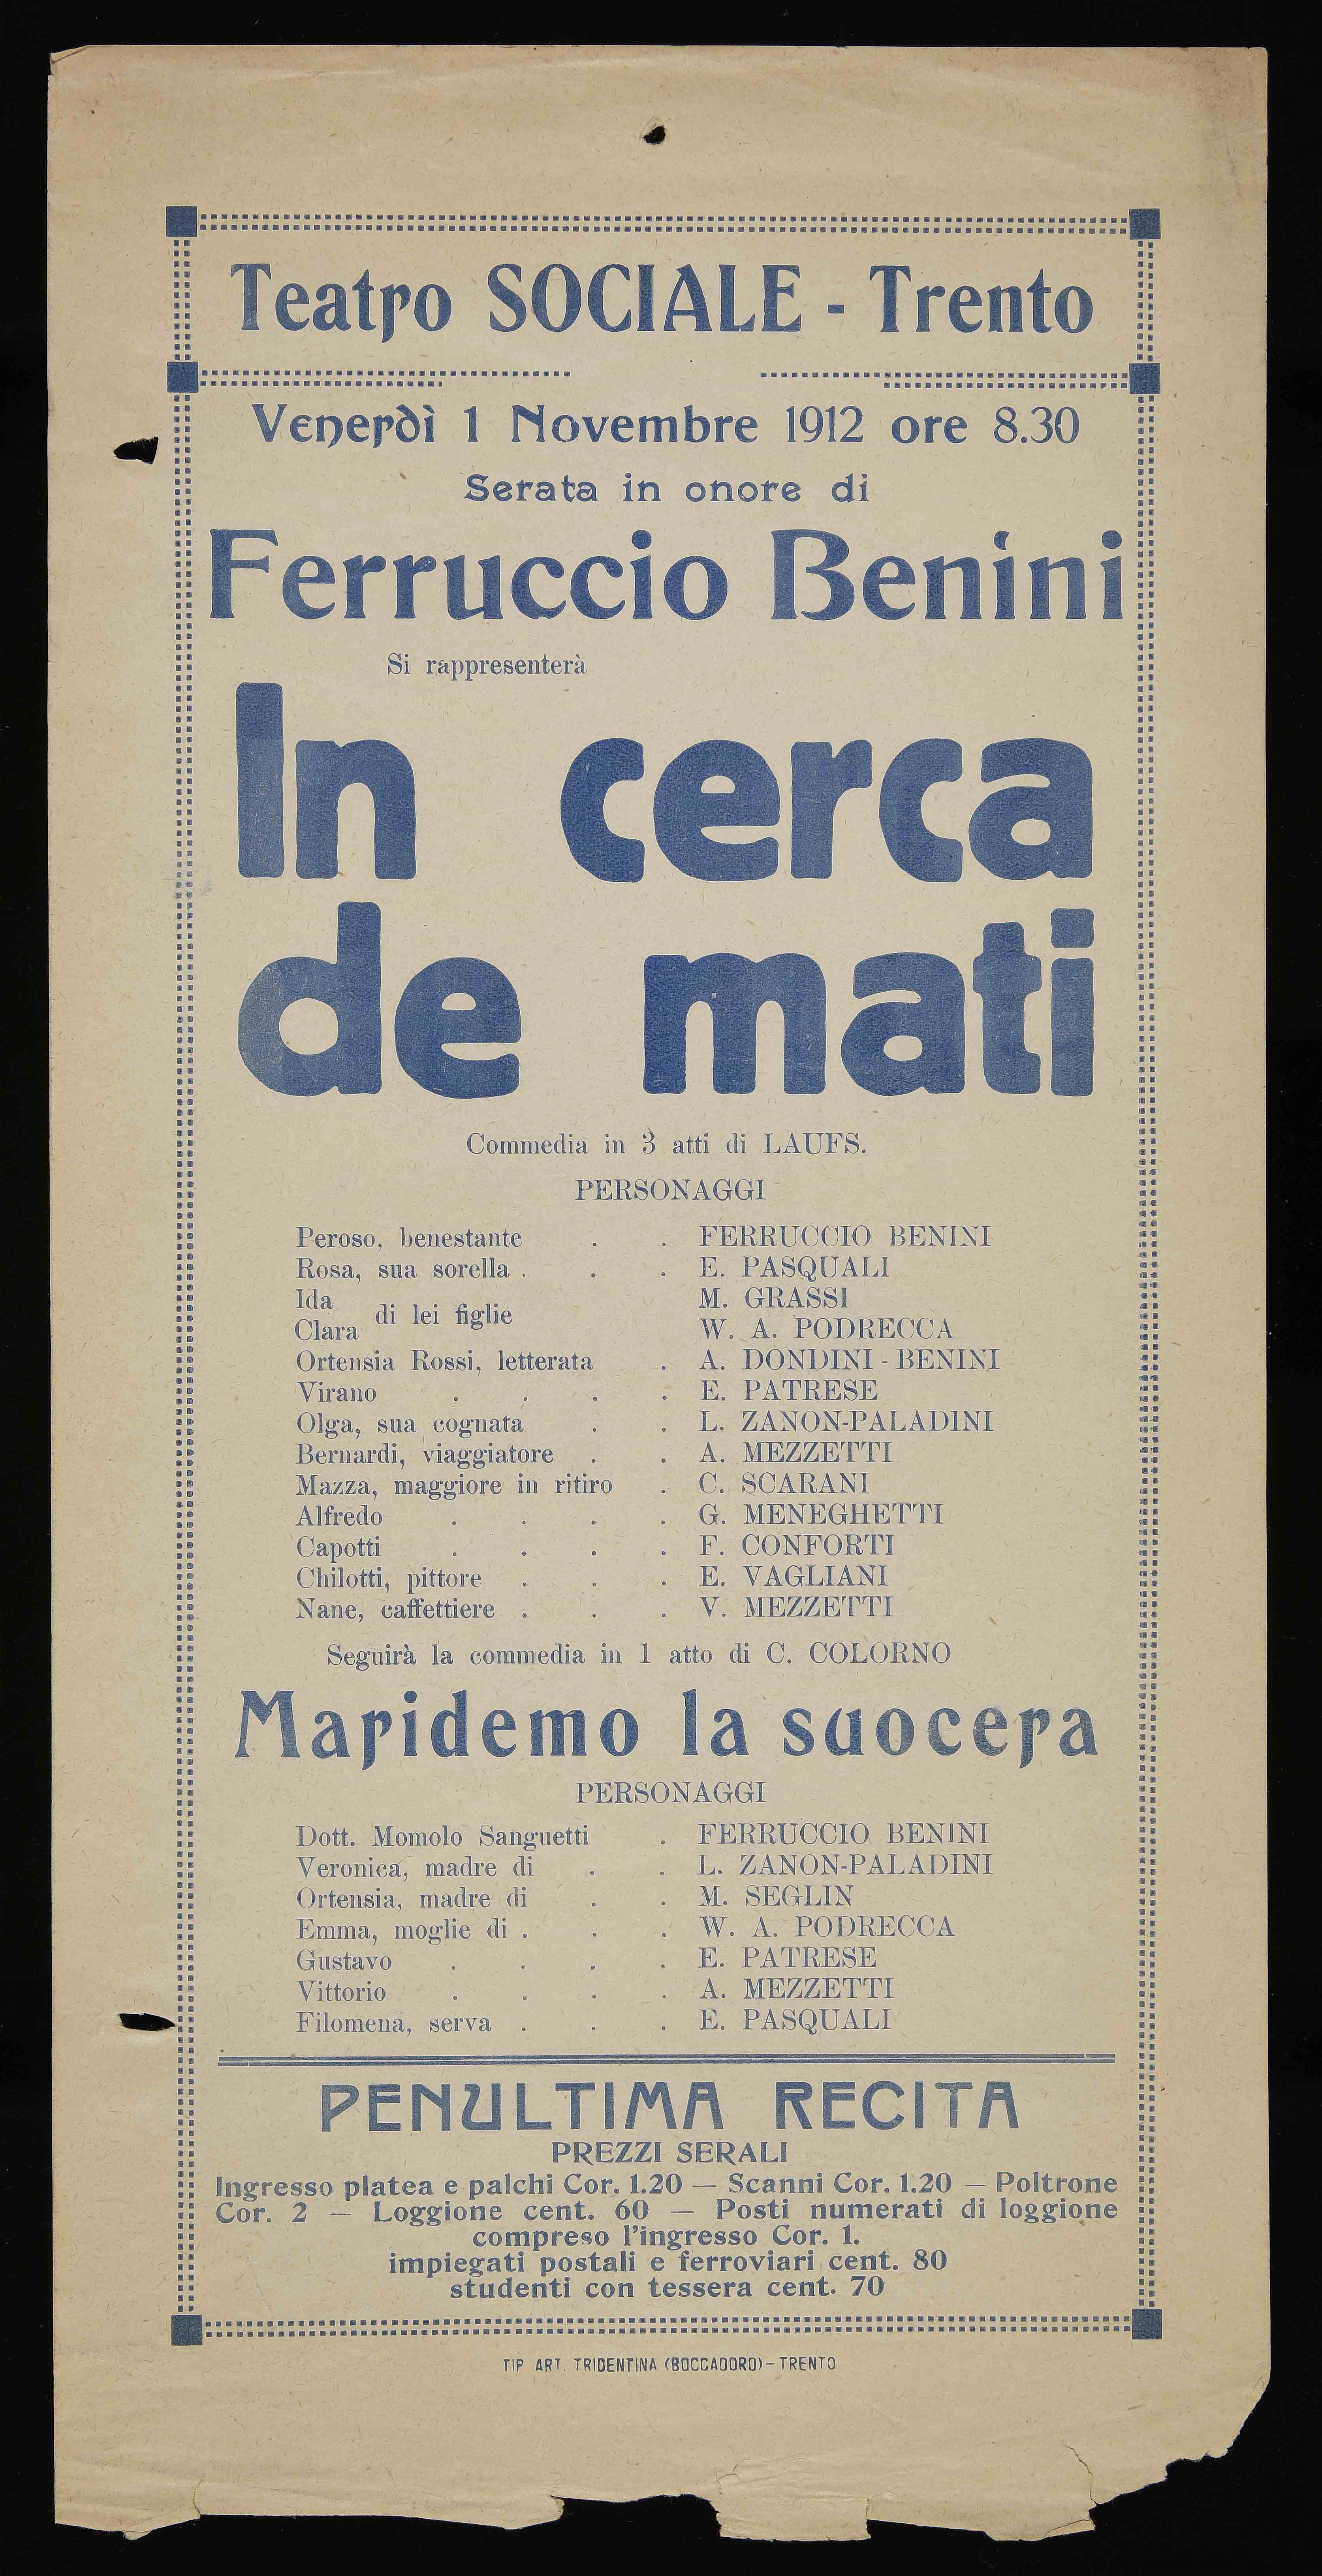 Teatro SOCIALE - Trento
Venerdì 1 Novembre 1912 ore 8.30
Serata in onore di
Ferruccio Benini
Si rappresenterà
In cerca
de mati
Commedia in 3 atti di LAUFS.
PERSONAGGI
Peroso, benestante . . FERRUCCIO BENINI
Rosa, sua sorella . . . E. PASQUALI
Ida M. GRASSI
di lei figlie
Clara W. A. PODRECCA
Ortensia Rossi, letterata . A. DONDINI - BENINI
Virano . . . . E. PATRESE
Olga, sua cognata . . L. ZANON-PALADINI
Bernardi, viaggiatore . . A. MEZZETTI
Mazza, maggiore in ritiro . C. SCARANI
Alfredo . . . . G. MENEGHETTI
Capotti . . . . F. CONFORTI
Chilotti, pittore . . . E. VAGLIANI
Nane, caffettiere . . . V. MEZZETTI
Seguirà la commedia in 1 atto di C. COLORNO
Maridemo la suocera
PERSONAGGI
Dott. Momolo Sanguetti . FERRUCCIO BENINI
Veronica, madre di . . L. ZANON-PALADINI
Ortensia, madre di . . M. SEGLIN
Emma, moglie di . . . W. A. PODRECCA
Gustavo . . . . E. PATRESE
Vittorio . . . . A. MEZZETTI
Filomena, serva . . . E. PASQUALI
PENULTIMA RECITA
PREZZI SERALI
Ingresso platea e palchi Cor. 1.20 — Scanni Cor. 1.20 — Poltrone
Cor. 2 — Loggione cent. 60 — Posti numerati di loggione
compreso l'ingresso Cor. 1.
impiegati postali e ferroviari cent. 80
studenti con tessera cent. 70
TIP. ART. TRIDENTINA (BOCCADORO) - TRENTO